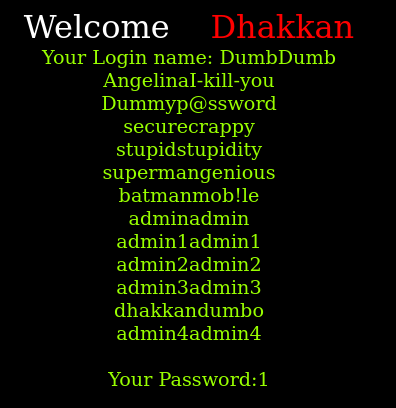 Welcome Dhakkan
Your Login name: DumbDumb
AngelinaI-kill-you
Dummyp@ssword
securecrappy
stupidstupidity
supermangenious
batmanmob!le
adminadmin
admin1admin1
admin2admin2
admin3admin3
dhakkandumbo
admin4admin4
Your Password:1